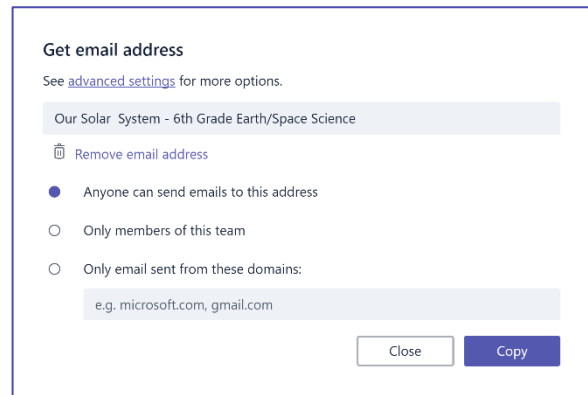 Get email address
See advanced settings for more options.
Our Solar  System - 6th Grade Earth/Space Science
Remove email address
Anyone can send emails to this address
Only members of this team
Only email sent from these domains:
e.g. microsoft.com, gmail.com
Close Copy